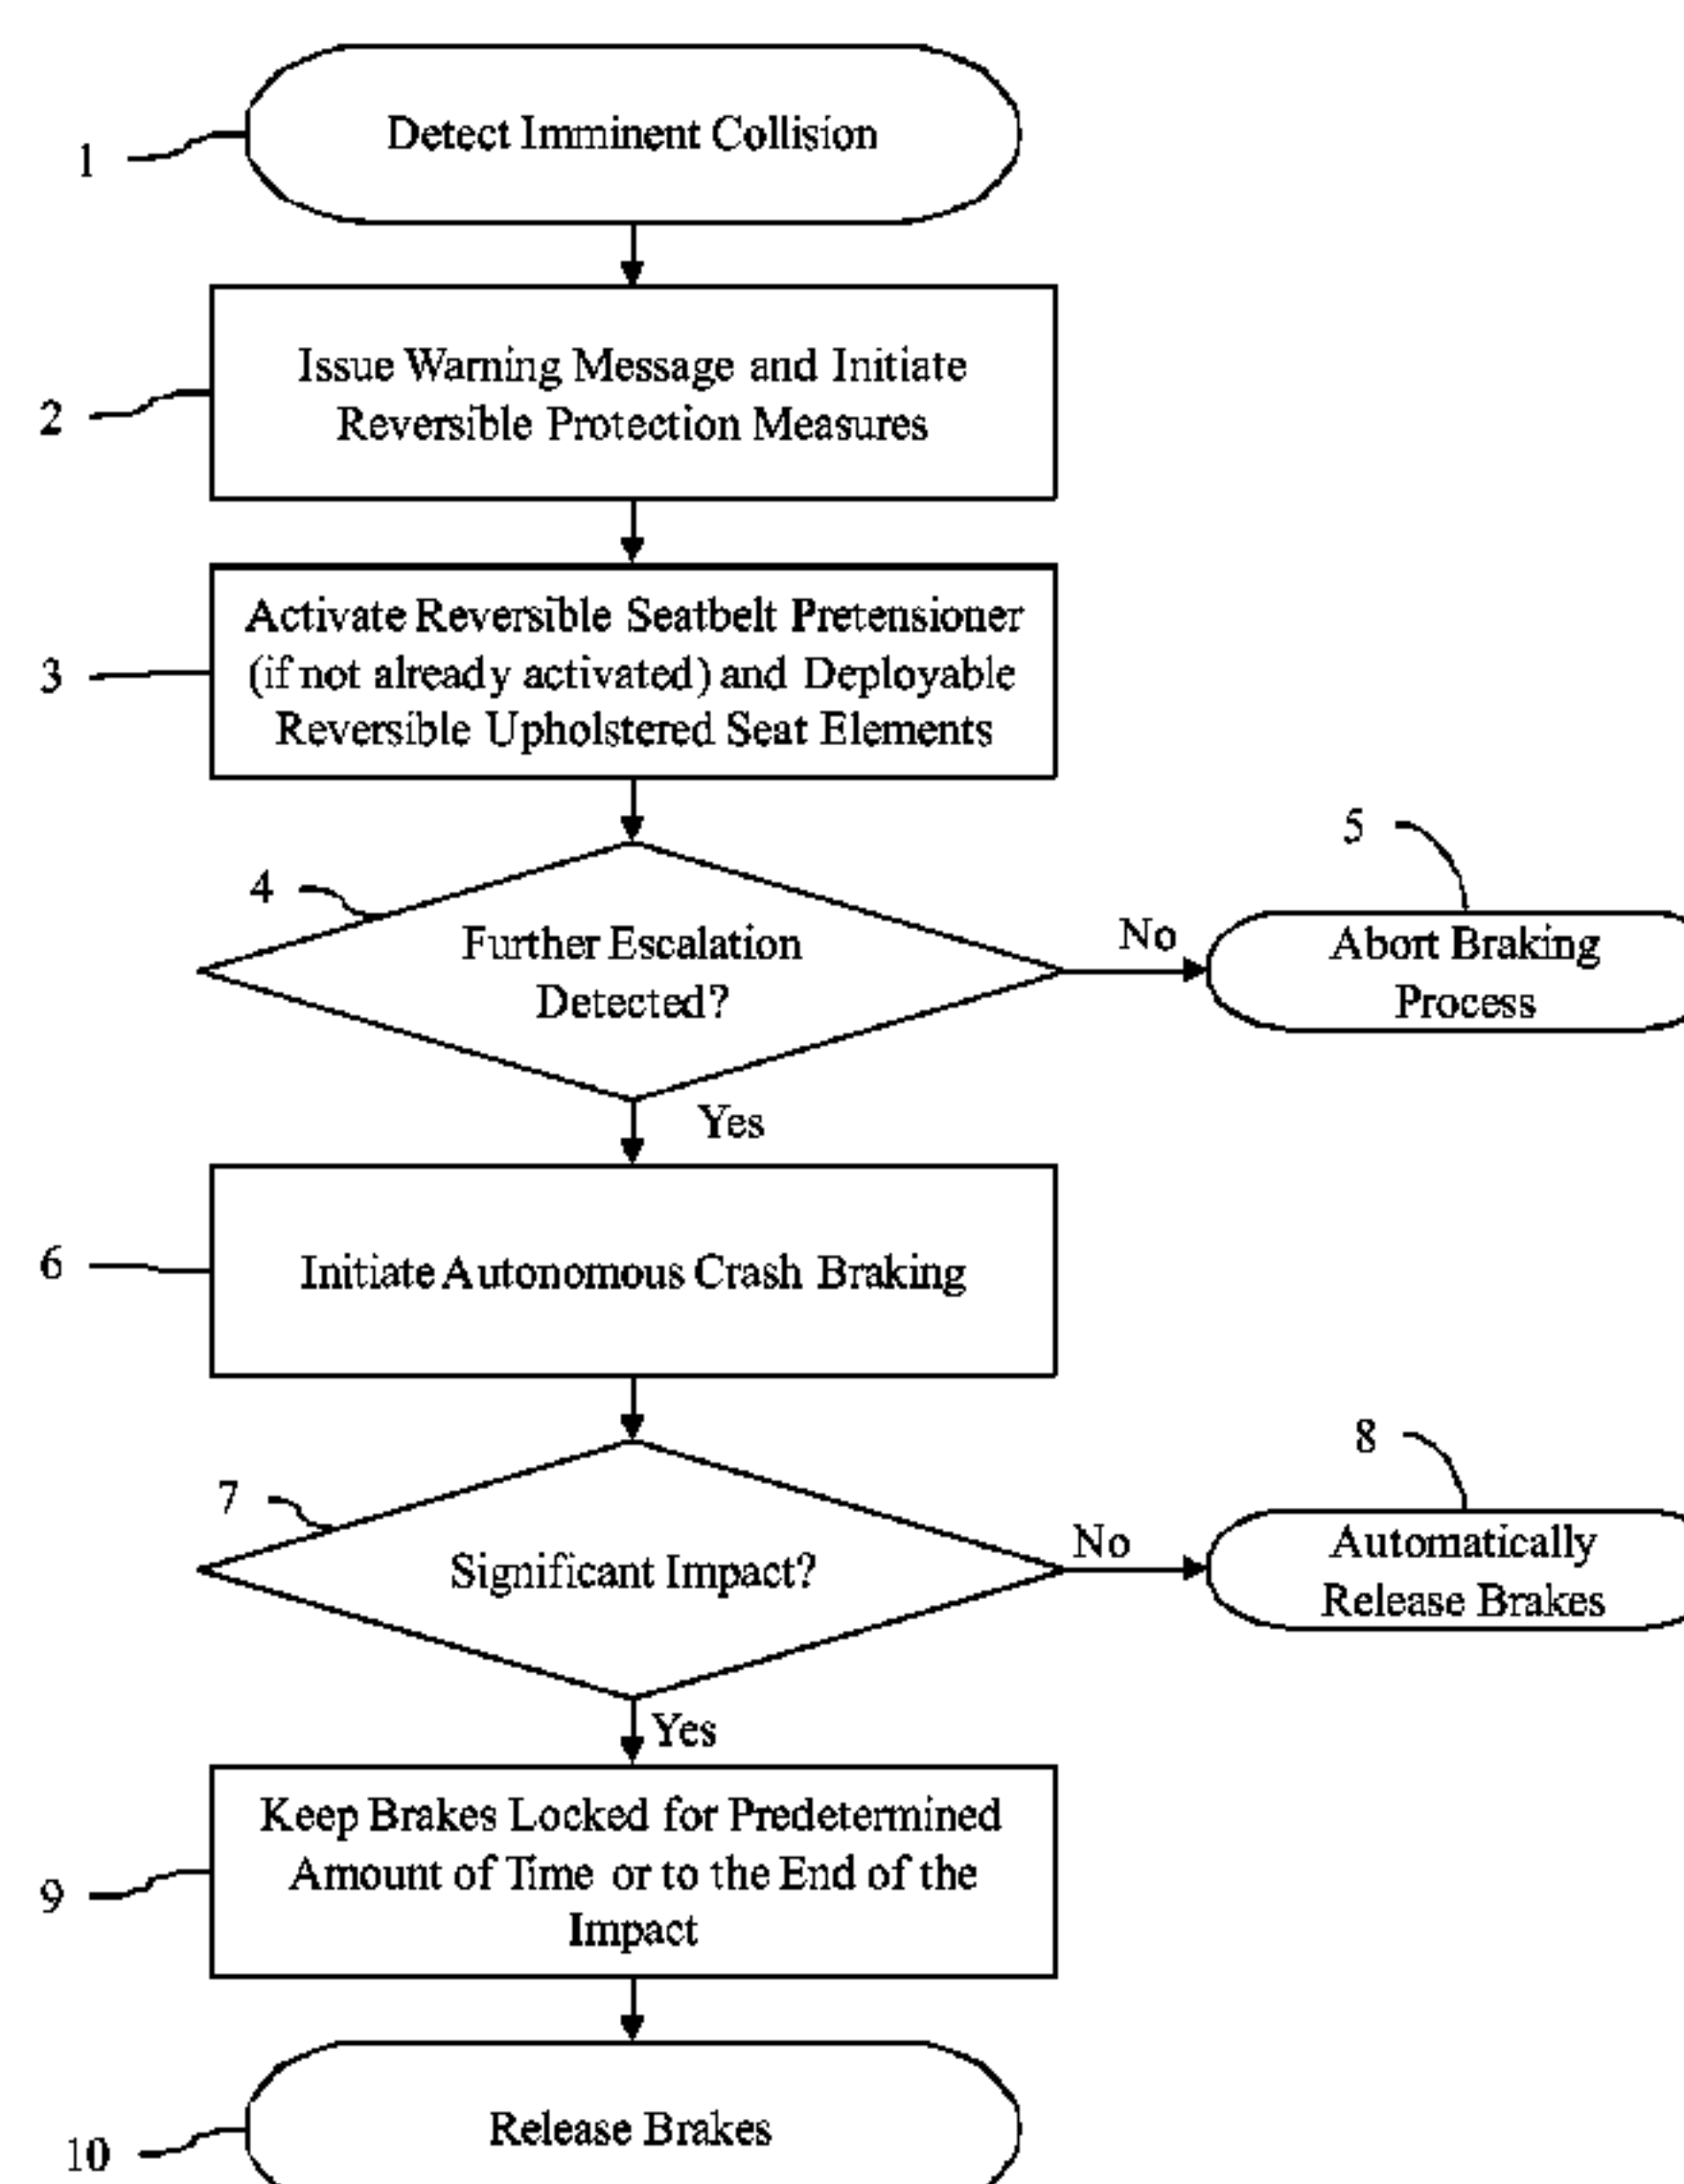 1
Detect Imminent Collision
2
Issue Warning Message and Initiate
Reversible Protection Measures
3
Activate Reversible Seatbelt Pretensioner
(if not already activated) and Deployable
Reversible Upholstered Seat Elements
4
Further Escalation
Detected?
No
5
Abort Braking
Process
Yes
6
Initiate Autonomous Crash Braking
7
Significant Impact?
No
8
Automatically
Release Brakes
Yes
9
Keep Brakes Locked for Predetermined
Amount of Time or to the End of the
Impact
10
Release Brakes